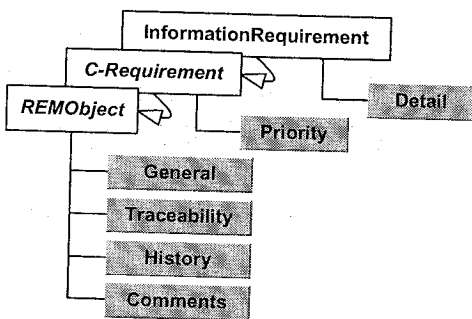 InformationRequirement
C-Requirement
REMObject
Detail
Priority
General
Traceability
History
Comments